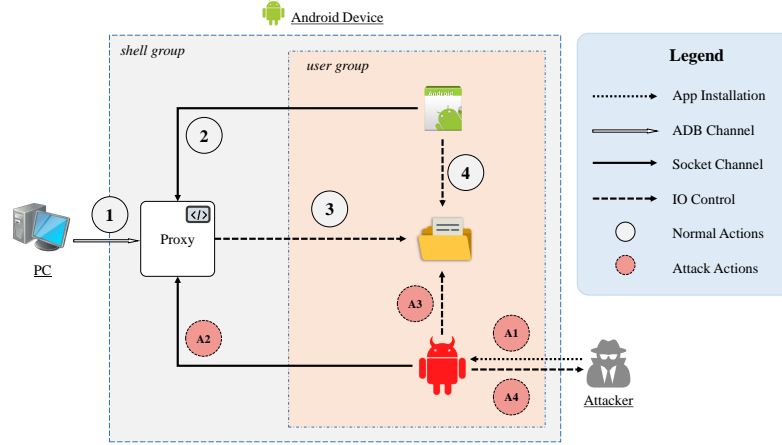 Android Device
shell group
user group
Legend
App Installation
ADB Channel
Socket Channel
IO Control
Normal Actions
Attack Actions
Android
2
4
1
3
</>
Proxy
PC
A3
A2
A1
A4
Attacker